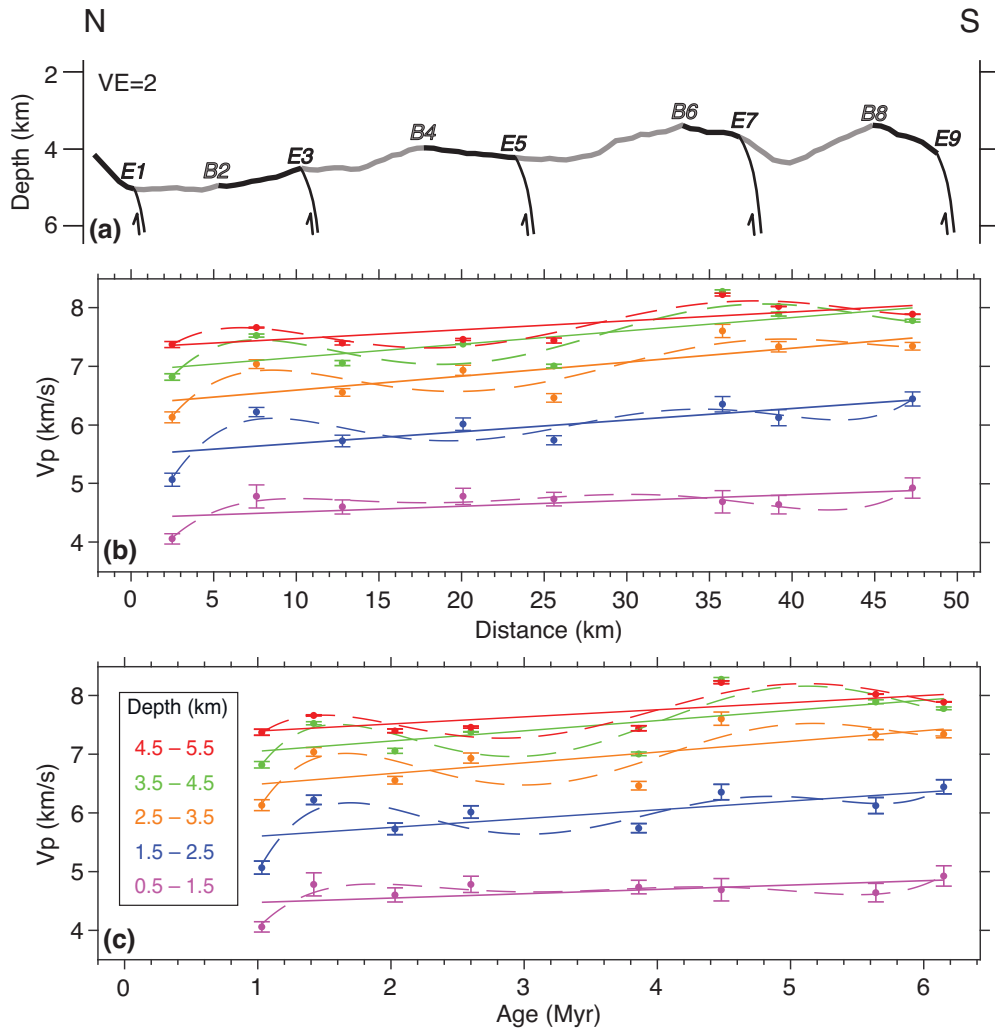 N S
VE=2
Depth (km)
2
4
6
E1 B2 E3 B4 E5 B6 E7 B8 E9
(a)
Vp (km/s)
8
7
6
5
4
(b)
0 5 10 15 20 25 30 35 40 45 50
Distance (km)
Vp (km/s)
8
7
6
5
4
Depth (km)
4.5 – 5.5
3.5 – 4.5
2.5 – 3.5
1.5 – 2.5
0.5 – 1.5
(c)
0 1 2 3 4 5 6
Age (Myr)